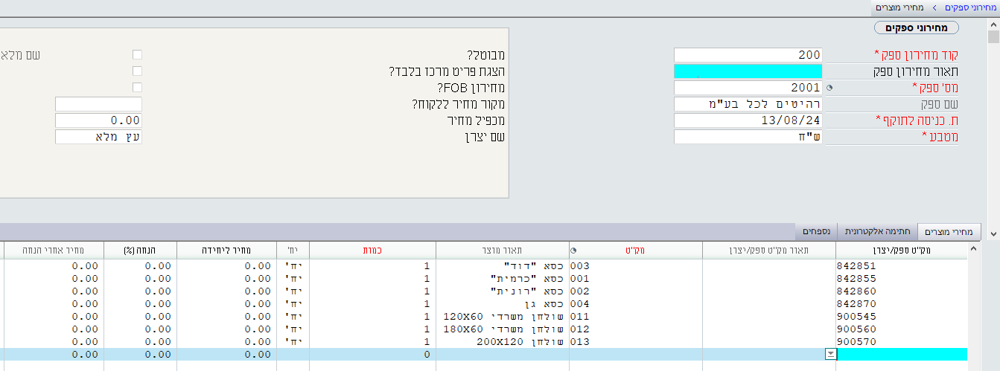 מחירוני ספקים > מחירי מוצרים
מחירוני ספקים
קוד מחירון ספק * 200 מבוטל? שם מלא
תאור מחירון ספק הצגת פריט מרכז בלבד?
מס' ספק * 2001 מחירון FOB?
שם ספק רהיטים לכל בע"מ מקור מחיר ללקוח?
ת. כניסה לתוקף * 13/08/24 מכפיל מחיר 0.00
מטבע * ש"ח שם יצרן עץ מלא
מחירי מוצרים חתימה אלקטרונית נספחים
מק"ט ספק/יצרן תאור מק"ט ספק/יצרן מק"ט תאור מוצר כמות יח' מחיר ליחידה הנחה (%) מחיר אחרי הנחה
842851 003 כסא "דוד" 1 יח' 0.00 0.00 0.00
842855 001 כסא "כרמית" 1 יח' 0.00 0.00 0.00
842860 002 כסא "רונית" 1 יח' 0.00 0.00 0.00
842870 004 כסא גן 1 יח' 0.00 0.00 0.00
900545 011 שולחן משרדי 120X60 1 יח' 0.00 0.00 0.00
900560 012 שולחן משרדי 180X60 1 יח' 0.00 0.00 0.00
900570 013 שולחן 200X120 1 יח' 0.00 0.00 0.00
0 0.00 0.00 0.00